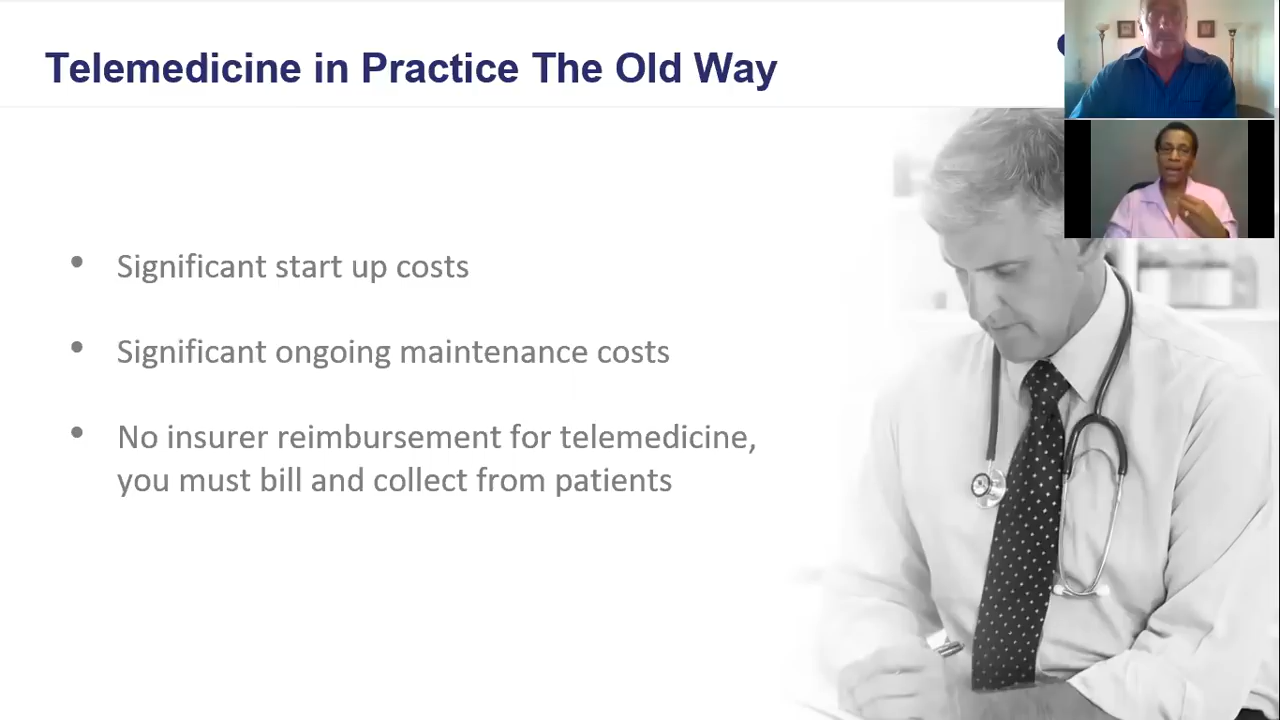 Telemedicine in Practice The Old Way
• Significant start up costs
• Significant ongoing maintenance costs
• No insurer reimbursement for telemedicine,
you must bill and collect from patients